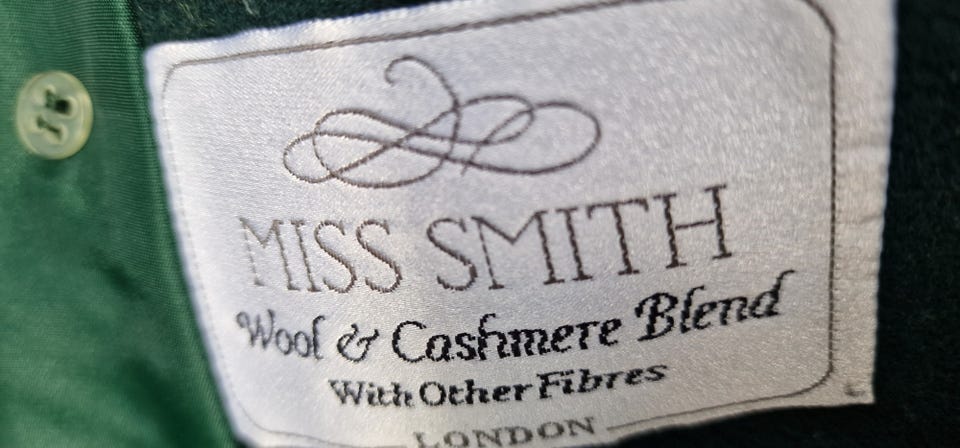 MISS SMITH
Wool & Cashmere Blend
With Other Fibres
LONDON